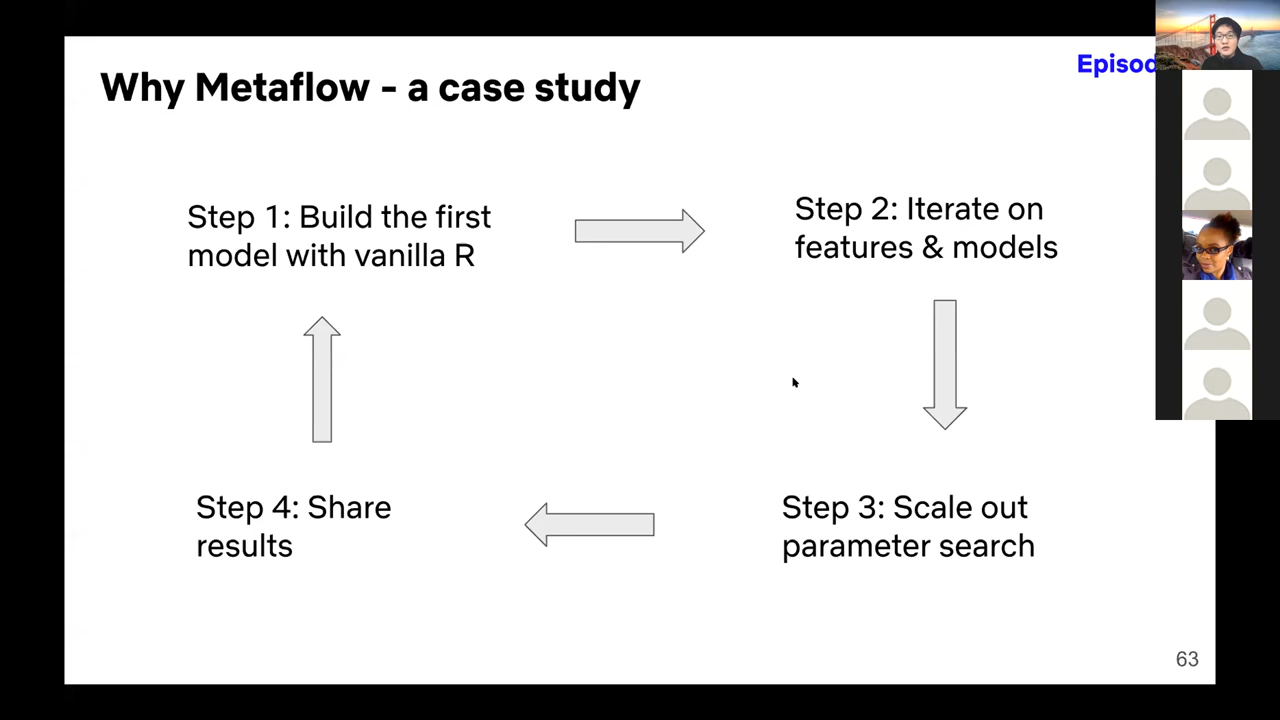 Why Metaflow - a case study
Step 1: Build the first
model with vanilla R
Step 2: Iterate on
features & models
Step 4: Share
results
Step 3: Scale out
parameter search
63